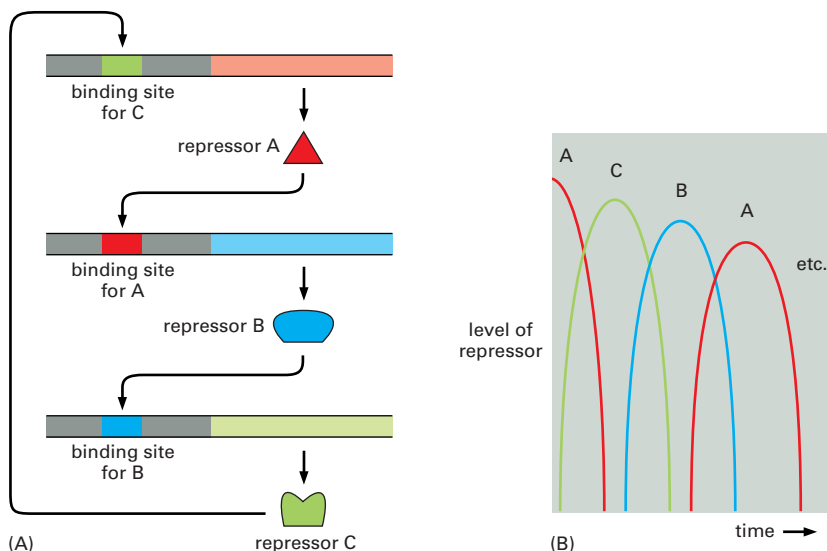 binding site
for C
repressor A
binding site
for A
repressor B
binding site
for B
(A)
repressor C
A
C
B
A
etc.
level of
repressor
time
(B)